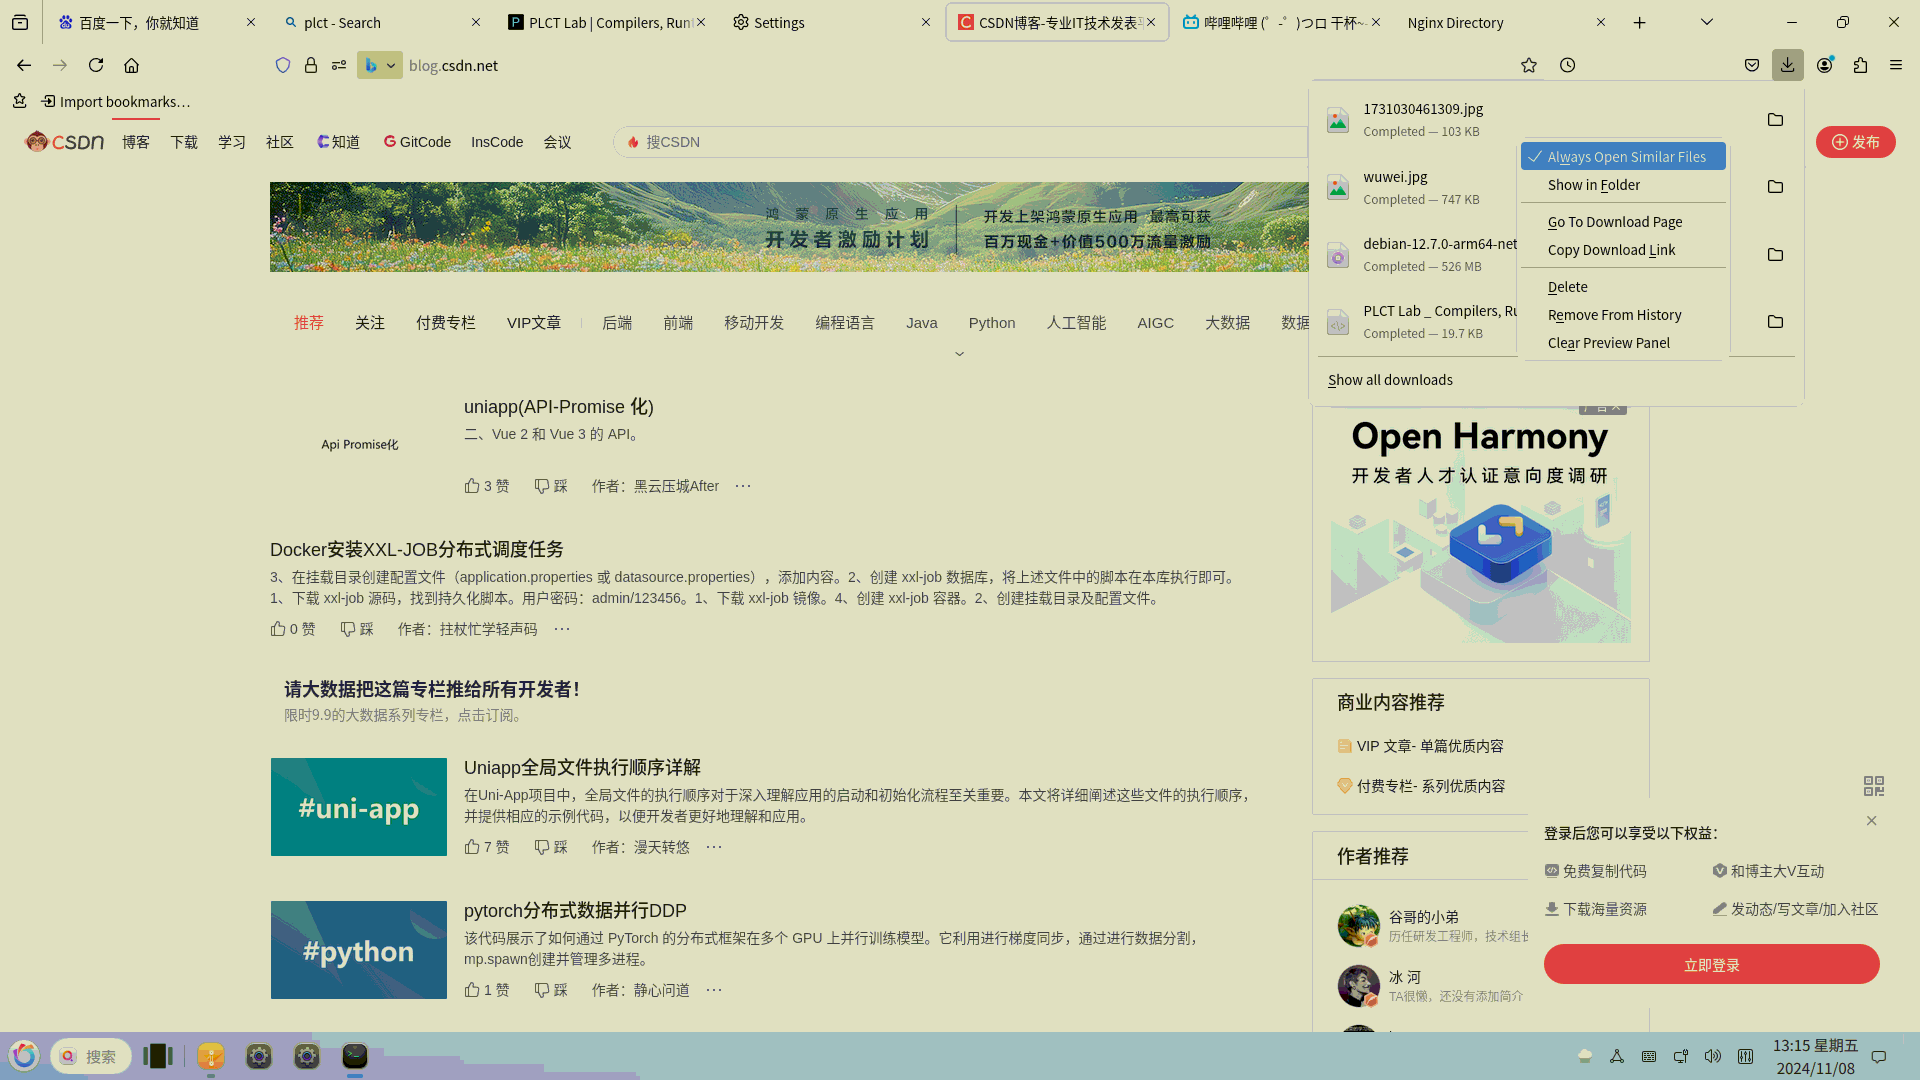 百度一下，你就知道
plct - Search
PLCT Lab | Compilers, Run
Settings
CSDN博客-专业IT技术发表
哔哩哔哩 (゜-゜)つロ 干杯~-
Nginx Directory
blog.csdn.net
Import bookmarks…
CSDN
博客
下载
学习
社区
C知道
GitCode
InsCode
会议
搜CSDN
发布
1731030461309.jpg
Completed — 103 KB
wuwei.jpg
Completed — 747 KB
debian-12.7.0-arm64-net
Completed — 526 MB
PLCT Lab _ Compilers, Ru
Completed — 19.7 KB
Show all downloads
Always Open Similar Files
Show in Folder
Go To Download Page
Copy Download Link
Delete
Remove From History
Clear Preview Panel
鸿蒙原生应用
开发者激励计划
开发上架鸿蒙原生应用 最高可获
百万现金+价值500万流量激励
推荐
关注
付费专栏
VIP文章
后端
前端
移动开发
编程语言
Java
Python
人工智能
AIGC
大数据
数据
Api Promise化
uniapp(API-Promise 化)
二、Vue 2 和 Vue 3 的 API。
3 赞 踩 作者：黑云压城After ···
Docker安装XXL-JOB分布式调度任务
3、在挂载目录创建配置文件（application.properties 或 datasource.properties），添加内容。2、创建 xxl-job 数据库，将上述文件中的脚本在本库执行即可。
1、下载 xxl-job 源码，找到持久化脚本。用户密码：admin/123456。1、下载 xxl-job 镜像。4、创建 xxl-job 容器。2、创建挂载目录及配置文件。
0 赞 踩 作者：拄杖忙学轻声码 ···
请大数据把这篇专栏推给所有开发者！
限时9.9的大数据系列专栏，点击订阅。
#uni-app
Uniapp全局文件执行顺序详解
在Uni-App项目中，全局文件的执行顺序对于深入理解应用的启动和初始化流程至关重要。本文将详细阐述这些文件的执行顺序，
并提供相应的示例代码，以便开发者更好地理解和应用。
7 赞 踩 作者：漫天转悠 ···
#python
pytorch分布式数据并行DDP
该代码展示了如何通过 PyTorch 的分布式框架在多个 GPU 上并行训练模型。它利用进行梯度同步，通过进行数据分割，
mp.spawn创建并管理多进程。
1 赞 踩 作者：静心问道 ···
广告
Open Harmony
开发者人才认证意向度调研
商业内容推荐
VIP 文章- 单篇优质内容
付费专栏- 系列优质内容
作者推荐
谷哥的小弟
历任研发工程师，技术组长
冰 河
TA很懒，还没有添加简介
登录后您可以享受以下权益：
免费复制代码
和博主大V互动
下载海量资源
发动态/写文章/加入社区
立即登录
搜索
13:15 星期五
2024/11/08